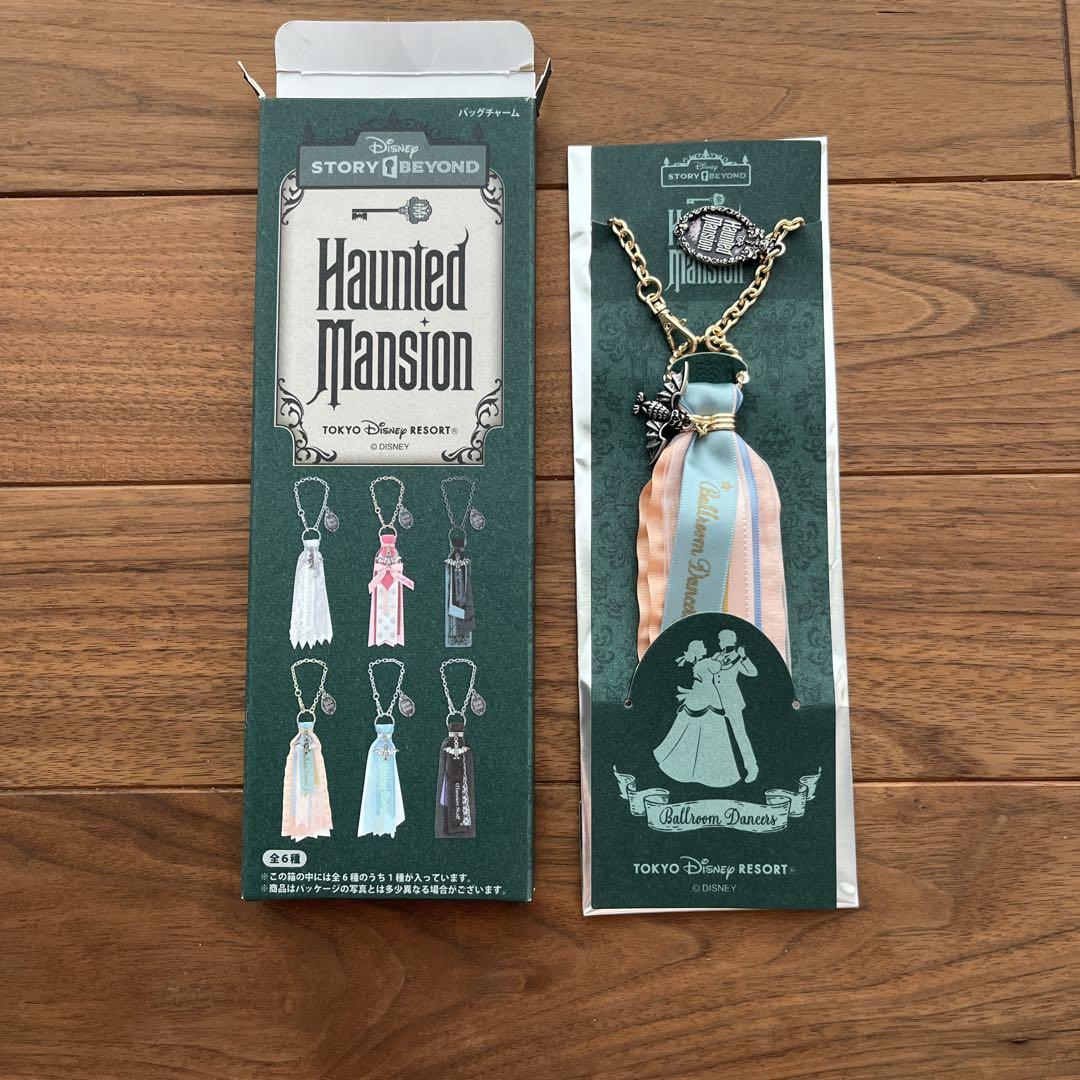 バッグチャーム
Disney
STORY BEYOND
Haunted
Mansion
TOKYO Disney RESORT®
© DISNEY
Mansion Staff
全6種
※この箱の中には全6種のうち1種が入っています。
※商品はパッケージの写真とは多少異なる場合がございます。
Disney
STORY BEYOND
Haunted
Mansion
Mansion
Ballroom Dancers
Ballroom Dancers
TOKYO Disney RESORT®
© DISNEY